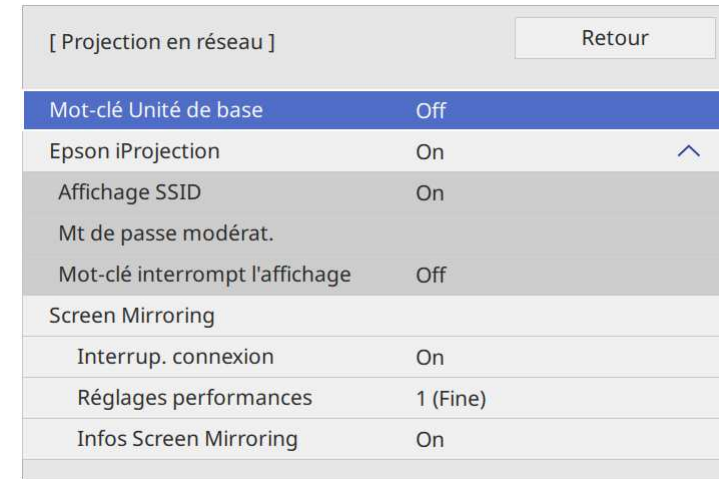 [ Projection en réseau ] Retour
Mot-clé Unité de base Off
Epson iProjection On
Affichage SSID On
Mt de passe modérat.
Mot-clé interrompt l'affichage Off
Screen Mirroring
Interrup. connexion On
Réglages performances 1 (Fine)
Infos Screen Mirroring On